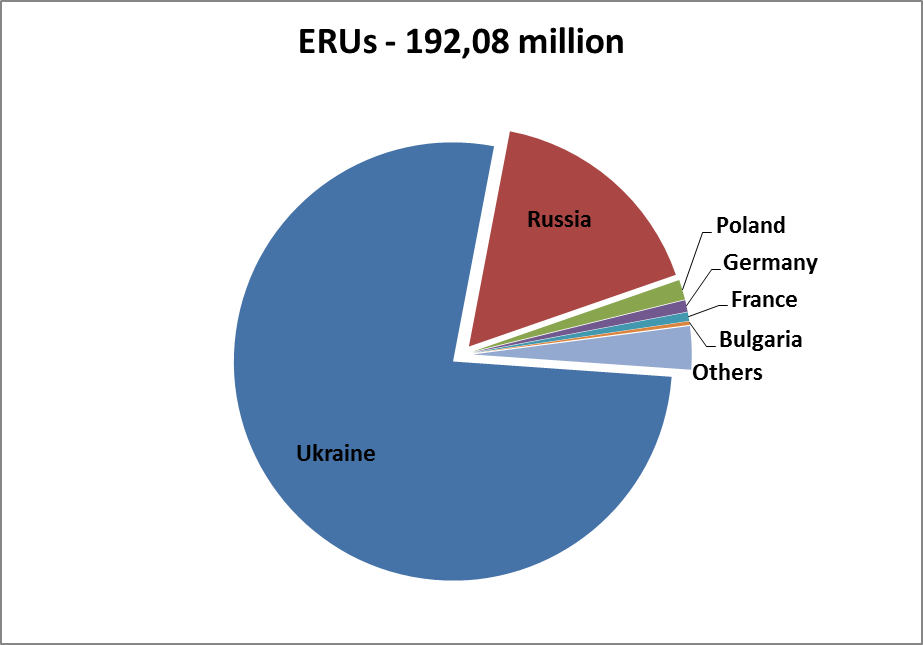 ERUs - 192,08 million
Russia
Poland
Germany
France
Bulgaria
Others
Ukraine